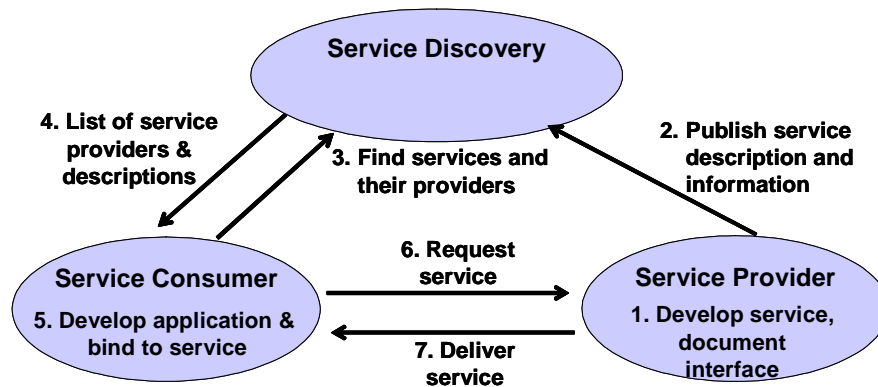 Service Discovery
4. List of service
providers &
descriptions
3. Find services and
their providers
2. Publish service
description and
information
Service Consumer
5. Develop application &
bind to service
6. Request
service
7. Deliver
service
Service Provider
1. Develop service,
document
interface